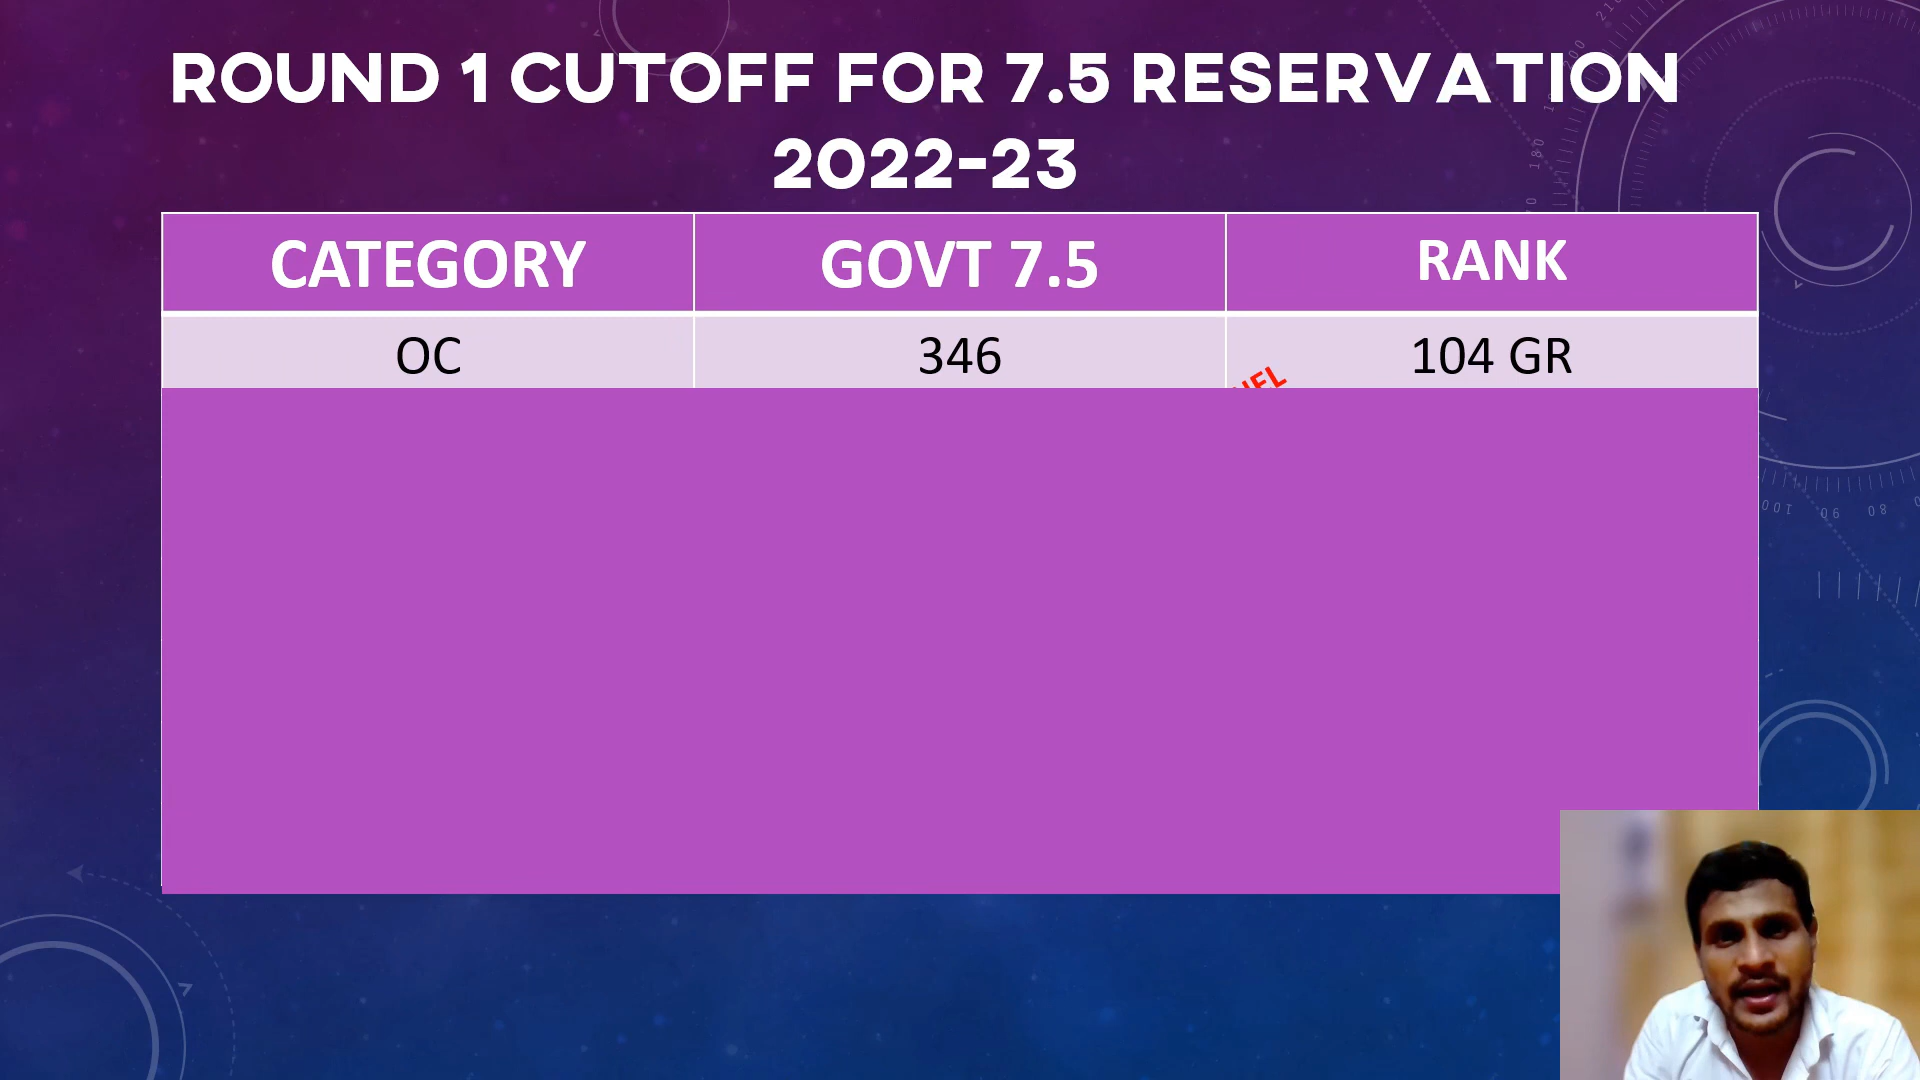 ROUND 1 CUTOFF FOR 7.5 RESERVATION
2022-23
CATEGORY GOVT 7.5 RANK
OC 346 104 GR